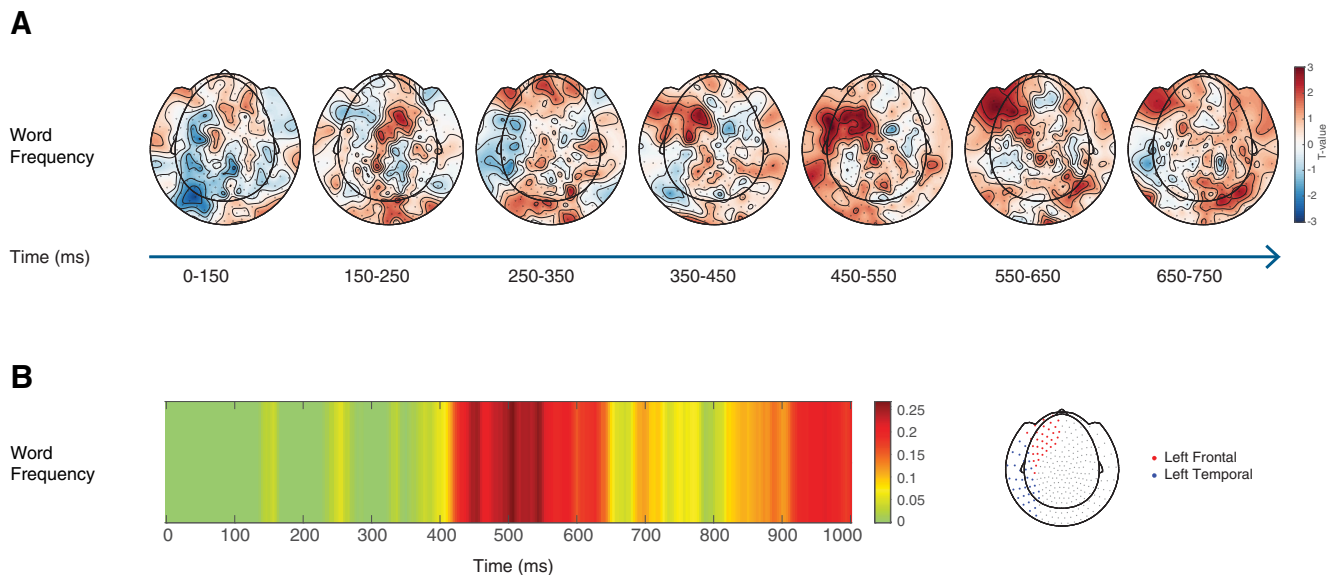 A
Word
Frequency
3
2
1
0
-1
-2
-3
T-value
Time (ms)
0-150
150-250
250-350
350-450
450-550
550-650
650-750
B
Word
Frequency
0.25
0.2
0.15
0.1
0.05
0
0
100
200
300
400
500
600
700
800
900
1000
Time (ms)
Left Frontal
Left Temporal